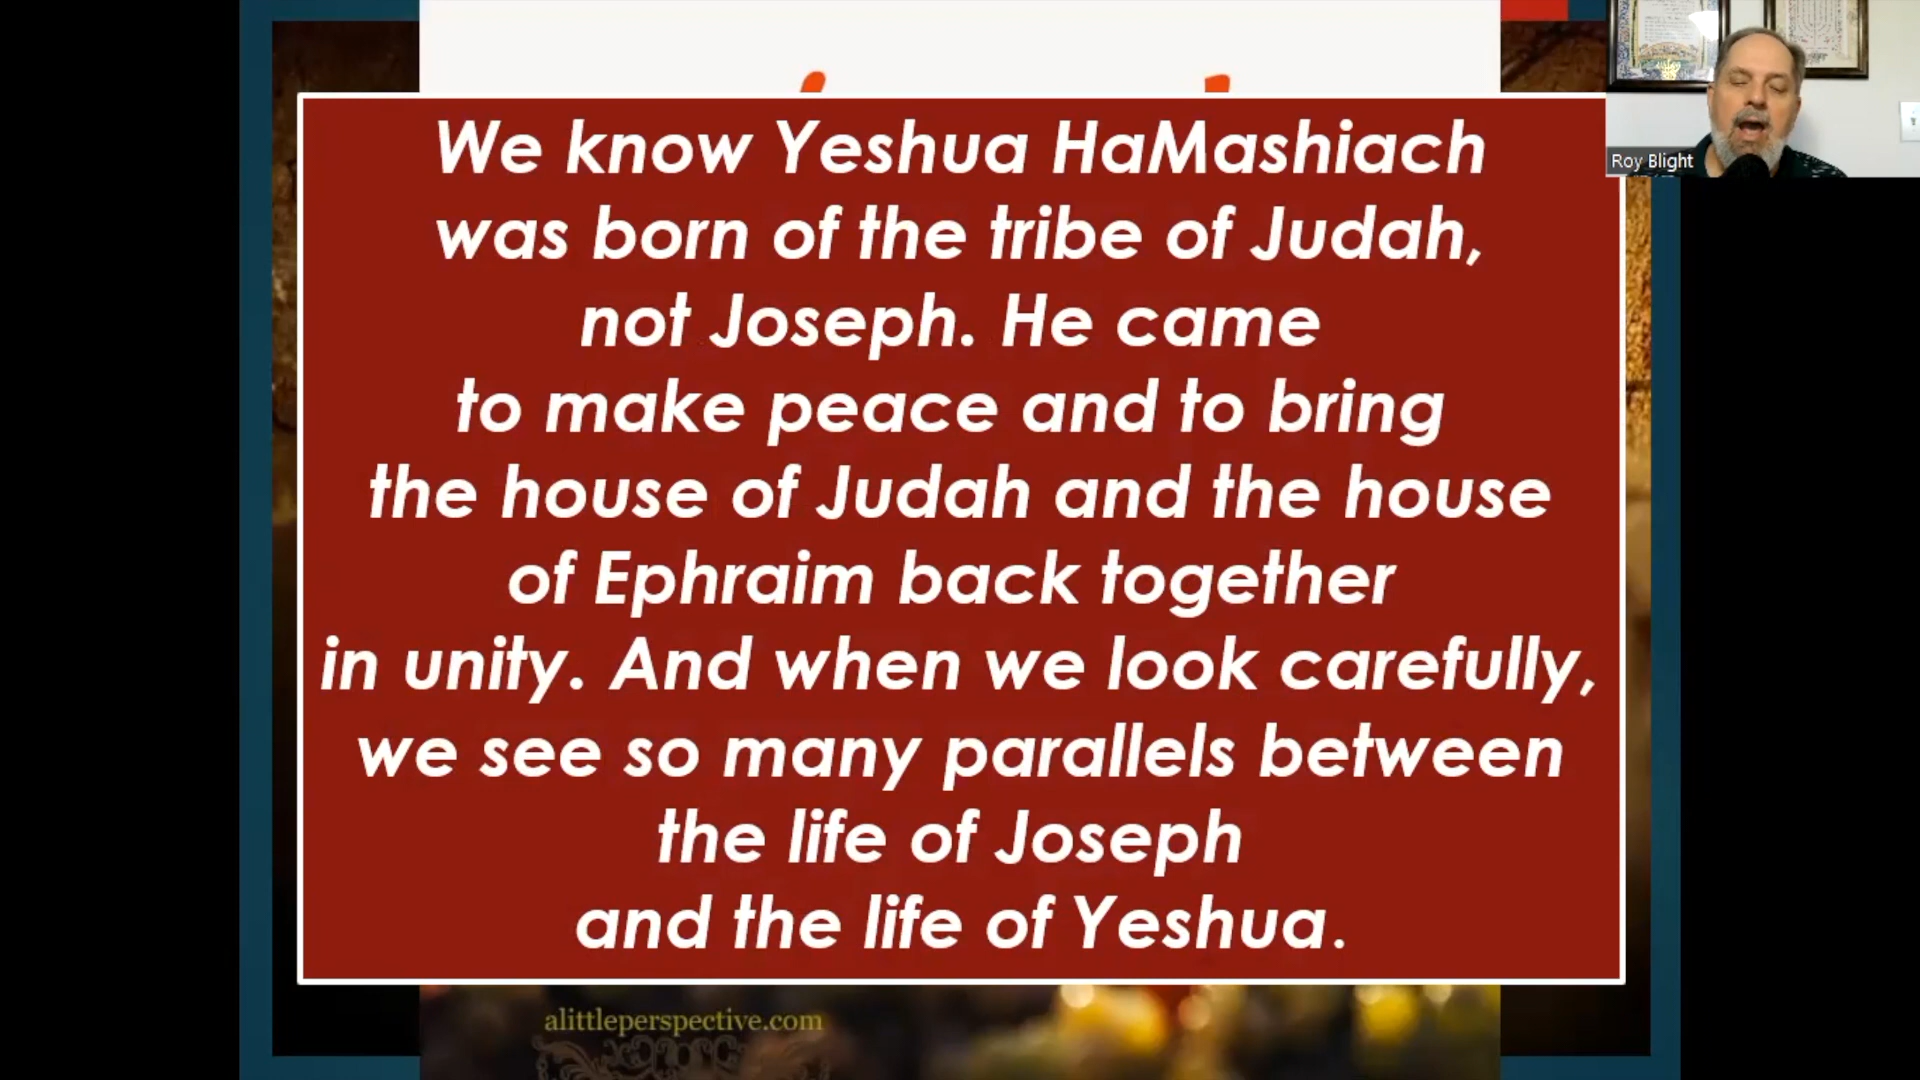 We know Yeshua HaMashiach
was born of the tribe of Judah,
not Joseph. He came
to make peace and to bring
the house of Judah and the house
of Ephraim back together
in unity. And when we look carefully,
we see so many parallels between
the life of Joseph
and the life of Yeshua.
alittleperspective.com
Roy Blight